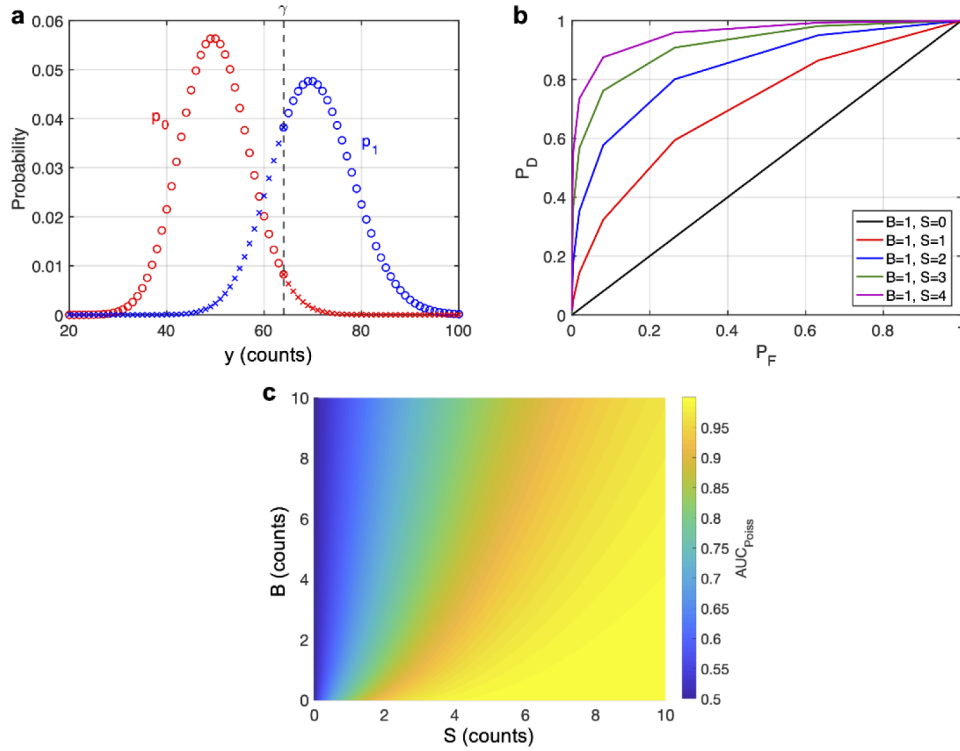 a
γ
0.06
0.05
0.04
0.03
0.02
0.01
0
Probability
p0
p1
20
40
60
80
100
y (counts)
b
1
0.8
0.6
0.4
0.2
0
PD
B=1, S=0
B=1, S=1
B=1, S=2
B=1, S=3
B=1, S=4
0
0.2
0.4
0.6
0.8
1
PF
c
10
8
6
4
2
0
B (counts)
0
2
4
6
8
10
S (counts)
0.95
0.9
0.85
0.8
0.75
0.7
0.65
0.6
0.55
0.5
AUCPoiss